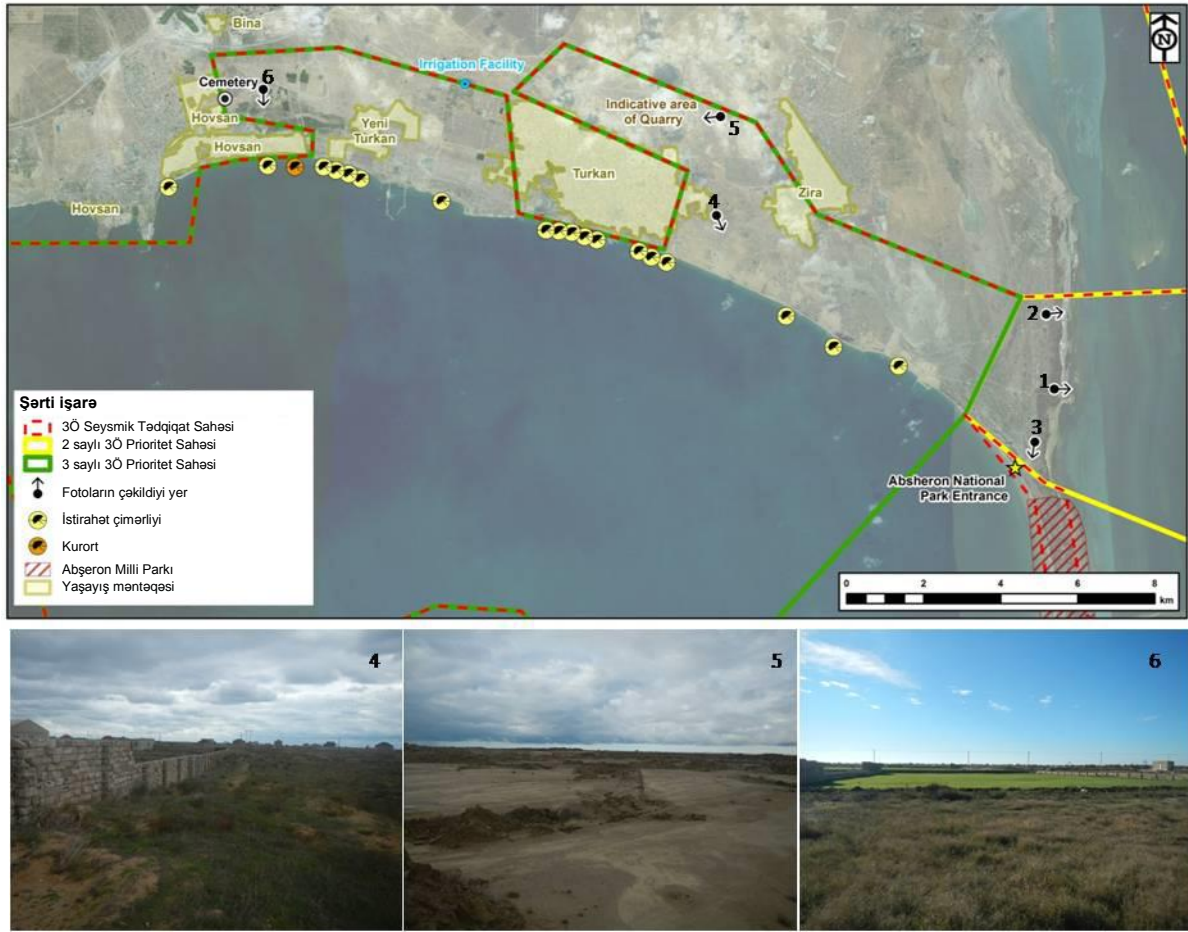 Bina
N
Irrigation Facility
Cemetery
6
Hovsan
Hovsan
Hovsan
Yeni
Turkan
Indicative area
of Quarry
5
Turkan
4
Zira
2
1
3
Absheron National
Park Entrance
Şərti işarə
3Ö Seysmik Tədqiqat Sahəsi
2 saylı 3Ö Prioritet Sahəsi
3 saylı 3Ö Prioritet Sahəsi
Fotoların çəkildiyi yer
İstirahət çimərliyi
Kurort
Abşeron Milli Parkı
Yaşayış məntəqəsi
0 2 4 6 8
km
4
5
6